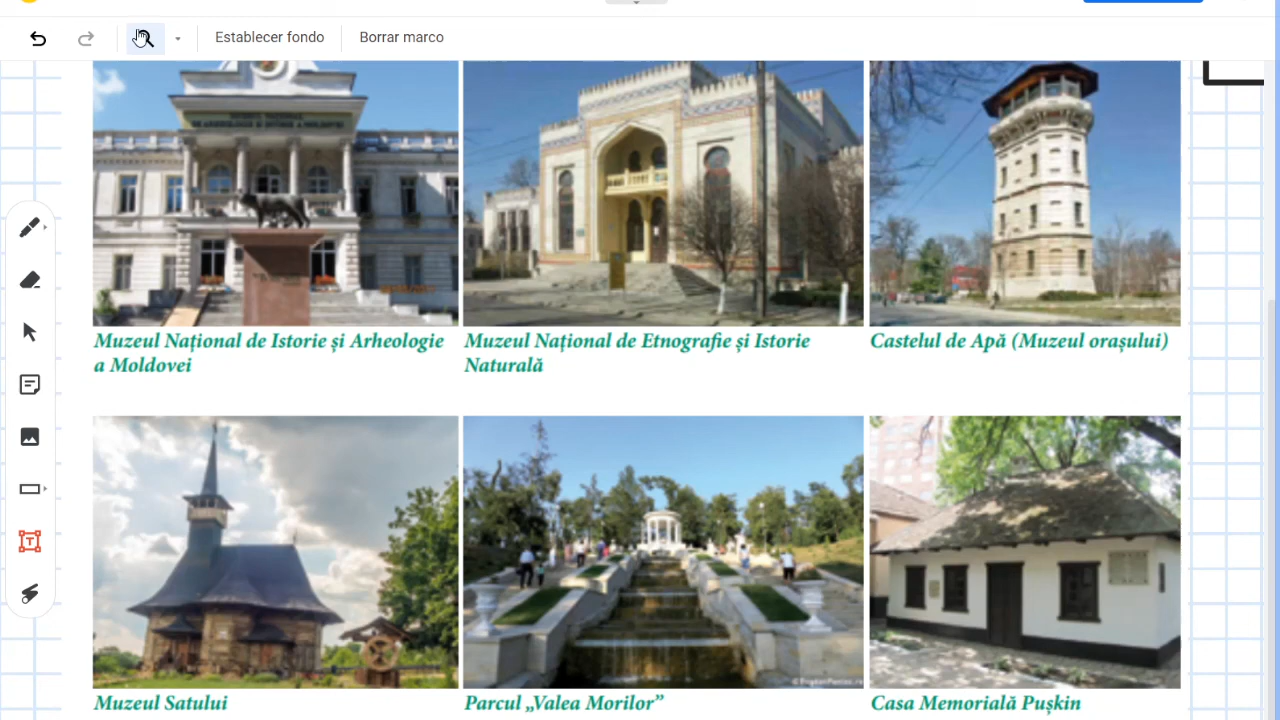 Establecer fondo
Borrar marco
Muzeul Național de Istorie și Arheologie
a Moldovei
Muzeul Național de Etnografie și Istorie
Naturală
Castelul de Apă (Muzeul orașului)
Muzeul Satului
Parcul „Valea Morilor”
Casa Memorială Pușkin